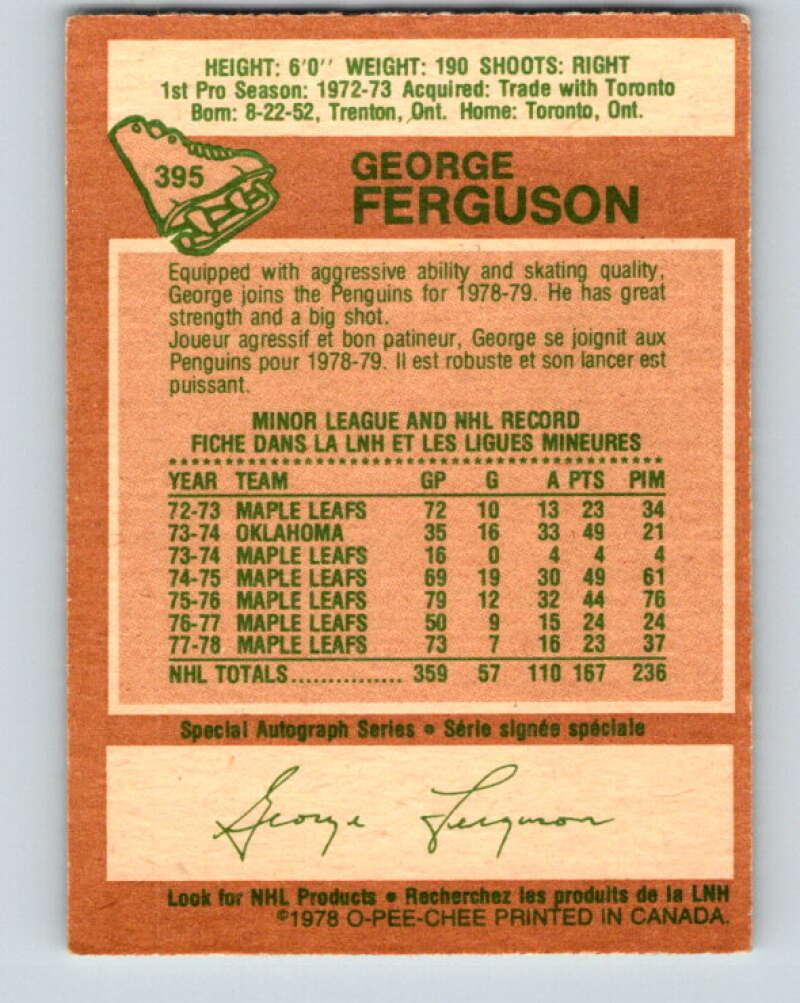 HEIGHT: 6'0'' WEIGHT: 190 SHOOTS: RIGHT
1st Pro Season: 1972-73 Acquired: Trade with Toronto
Born: 8-22-52, Trenton, Ont. Home: Toronto, Ont.
395
GEORGE
FERGUSON
Equipped with aggressive ability and skating quality,
George joins the Penguins for 1978-79. He has great
strength and a big shot.
Joueur agressif et bon patineur, George se joignit aux
Penguins pour 1978-79. Il est robuste et son lancer est
puissant.
MINOR LEAGUE AND NHL RECORD
FICHE DANS LA LNH ET LES LIGUES MINEURES
YEAR TEAM GP G A PTS PIM
72-73 MAPLE LEAFS 72 10 13 23 34
73-74 OKLAHOMA 35 16 33 49 21
73-74 MAPLE LEAFS 16 0 4 4 4
74-75 MAPLE LEAFS 69 19 30 49 61
75-76 MAPLE LEAFS 79 12 32 44 76
76-77 MAPLE LEAFS 50 9 15 24 24
77-78 MAPLE LEAFS 73 7 16 23 37
NHL TOTALS............... 359 57 110 167 236
Special Autograph Series • Série signée spéciale
George Ferguson
Look for NHL Products • Recherchez les produits de la LNH
©1978 O-PEE-CHEE PRINTED IN CANADA.